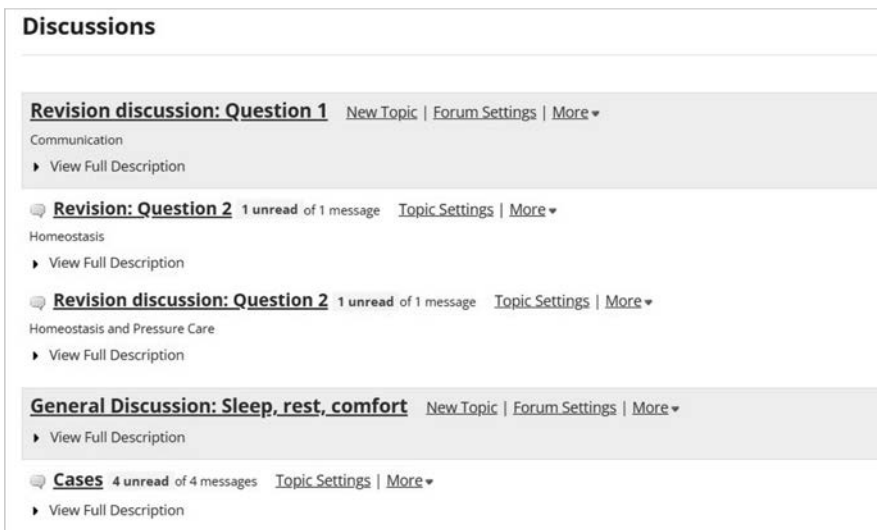 Discussions
Revision discussion: Question 1 New Topic | Forum Settings | More
Communication
View Full Description
Revision: Question 2 1 unread of 1 message Topic Settings | More
Homeostasis
View Full Description
Revision discussion: Question 2 1 unread of 1 message Topic Settings | More
Homeostasis and Pressure Care
View Full Description
General Discussion: Sleep, rest, comfort New Topic | Forum Settings | More
View Full Description
Cases 4 unread of 4 messages Topic Settings | More
View Full Description